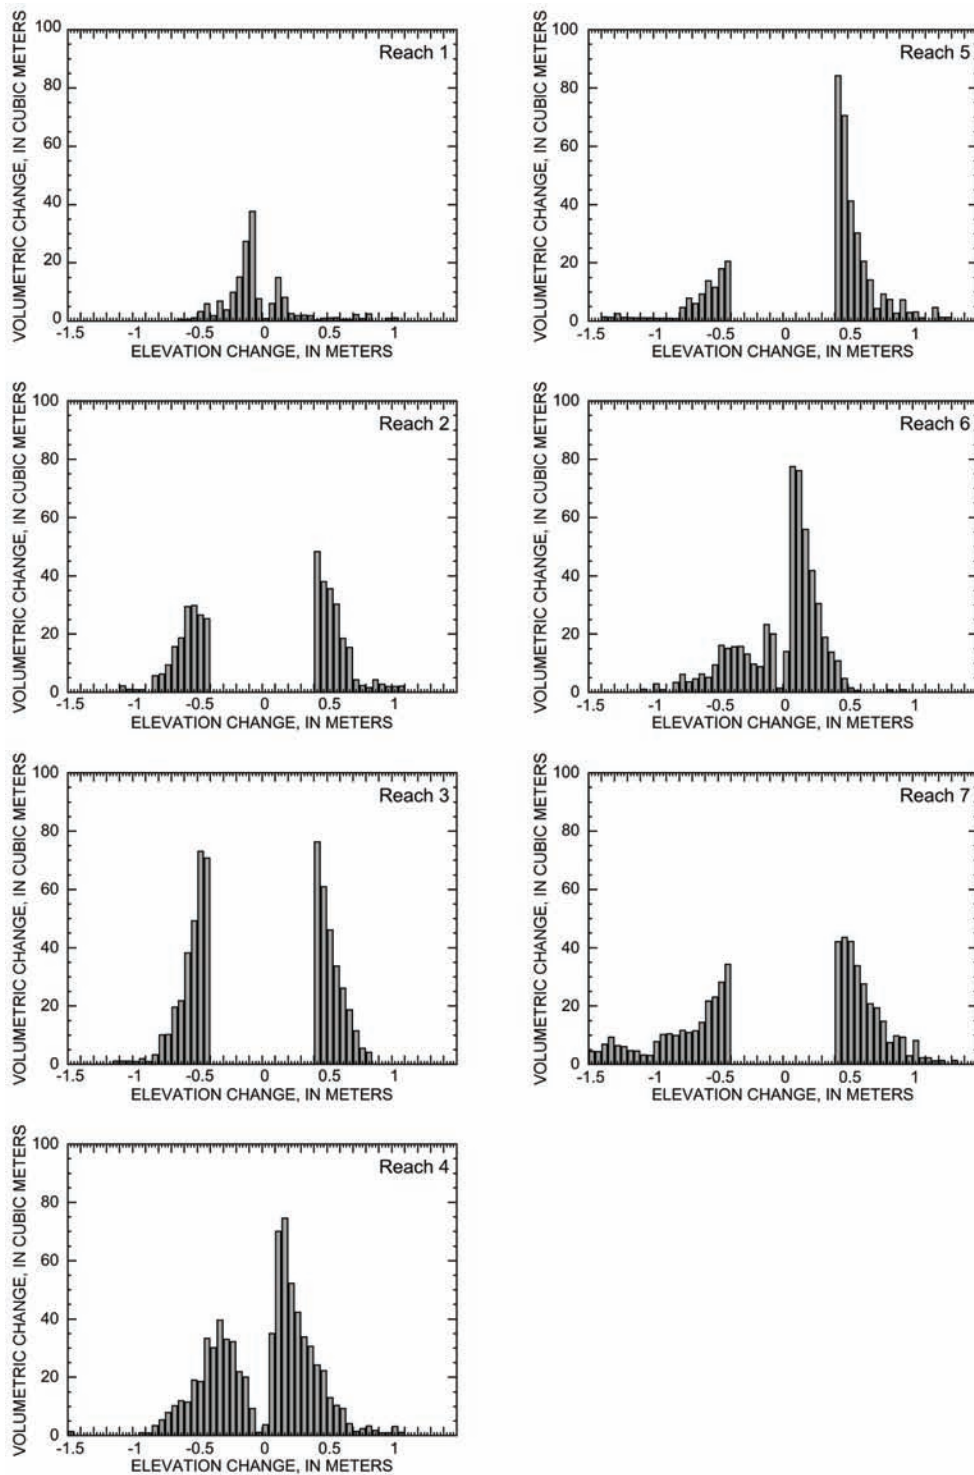 VOLUMETRIC CHANGE, IN CUBIC METERS
100
80
60
40
20
0
Reach 1
-1.5 -1 -0.5 0 0.5 1
ELEVATION CHANGE, IN METERS
VOLUMETRIC CHANGE, IN CUBIC METERS
100
80
60
40
20
0
Reach 2
-1.5 -1 -0.5 0 0.5 1
ELEVATION CHANGE, IN METERS
VOLUMETRIC CHANGE, IN CUBIC METERS
100
80
60
40
20
0
Reach 3
-1.5 -1 -0.5 0 0.5 1
ELEVATION CHANGE, IN METERS
VOLUMETRIC CHANGE, IN CUBIC METERS
100
80
60
40
20
0
Reach 4
-1.5 -1 -0.5 0 0.5 1
ELEVATION CHANGE, IN METERS
VOLUMETRIC CHANGE, IN CUBIC METERS
100
80
60
40
20
0
Reach 5
-1.5 -1 -0.5 0 0.5 1
ELEVATION CHANGE, IN METERS
VOLUMETRIC CHANGE, IN CUBIC METERS
100
80
60
40
20
0
Reach 6
-1.5 -1 -0.5 0 0.5 1
ELEVATION CHANGE, IN METERS
VOLUMETRIC CHANGE, IN CUBIC METERS
100
80
60
40
20
0
Reach 7
-1.5 -1 -0.5 0 0.5 1
ELEVATION CHANGE, IN METERS